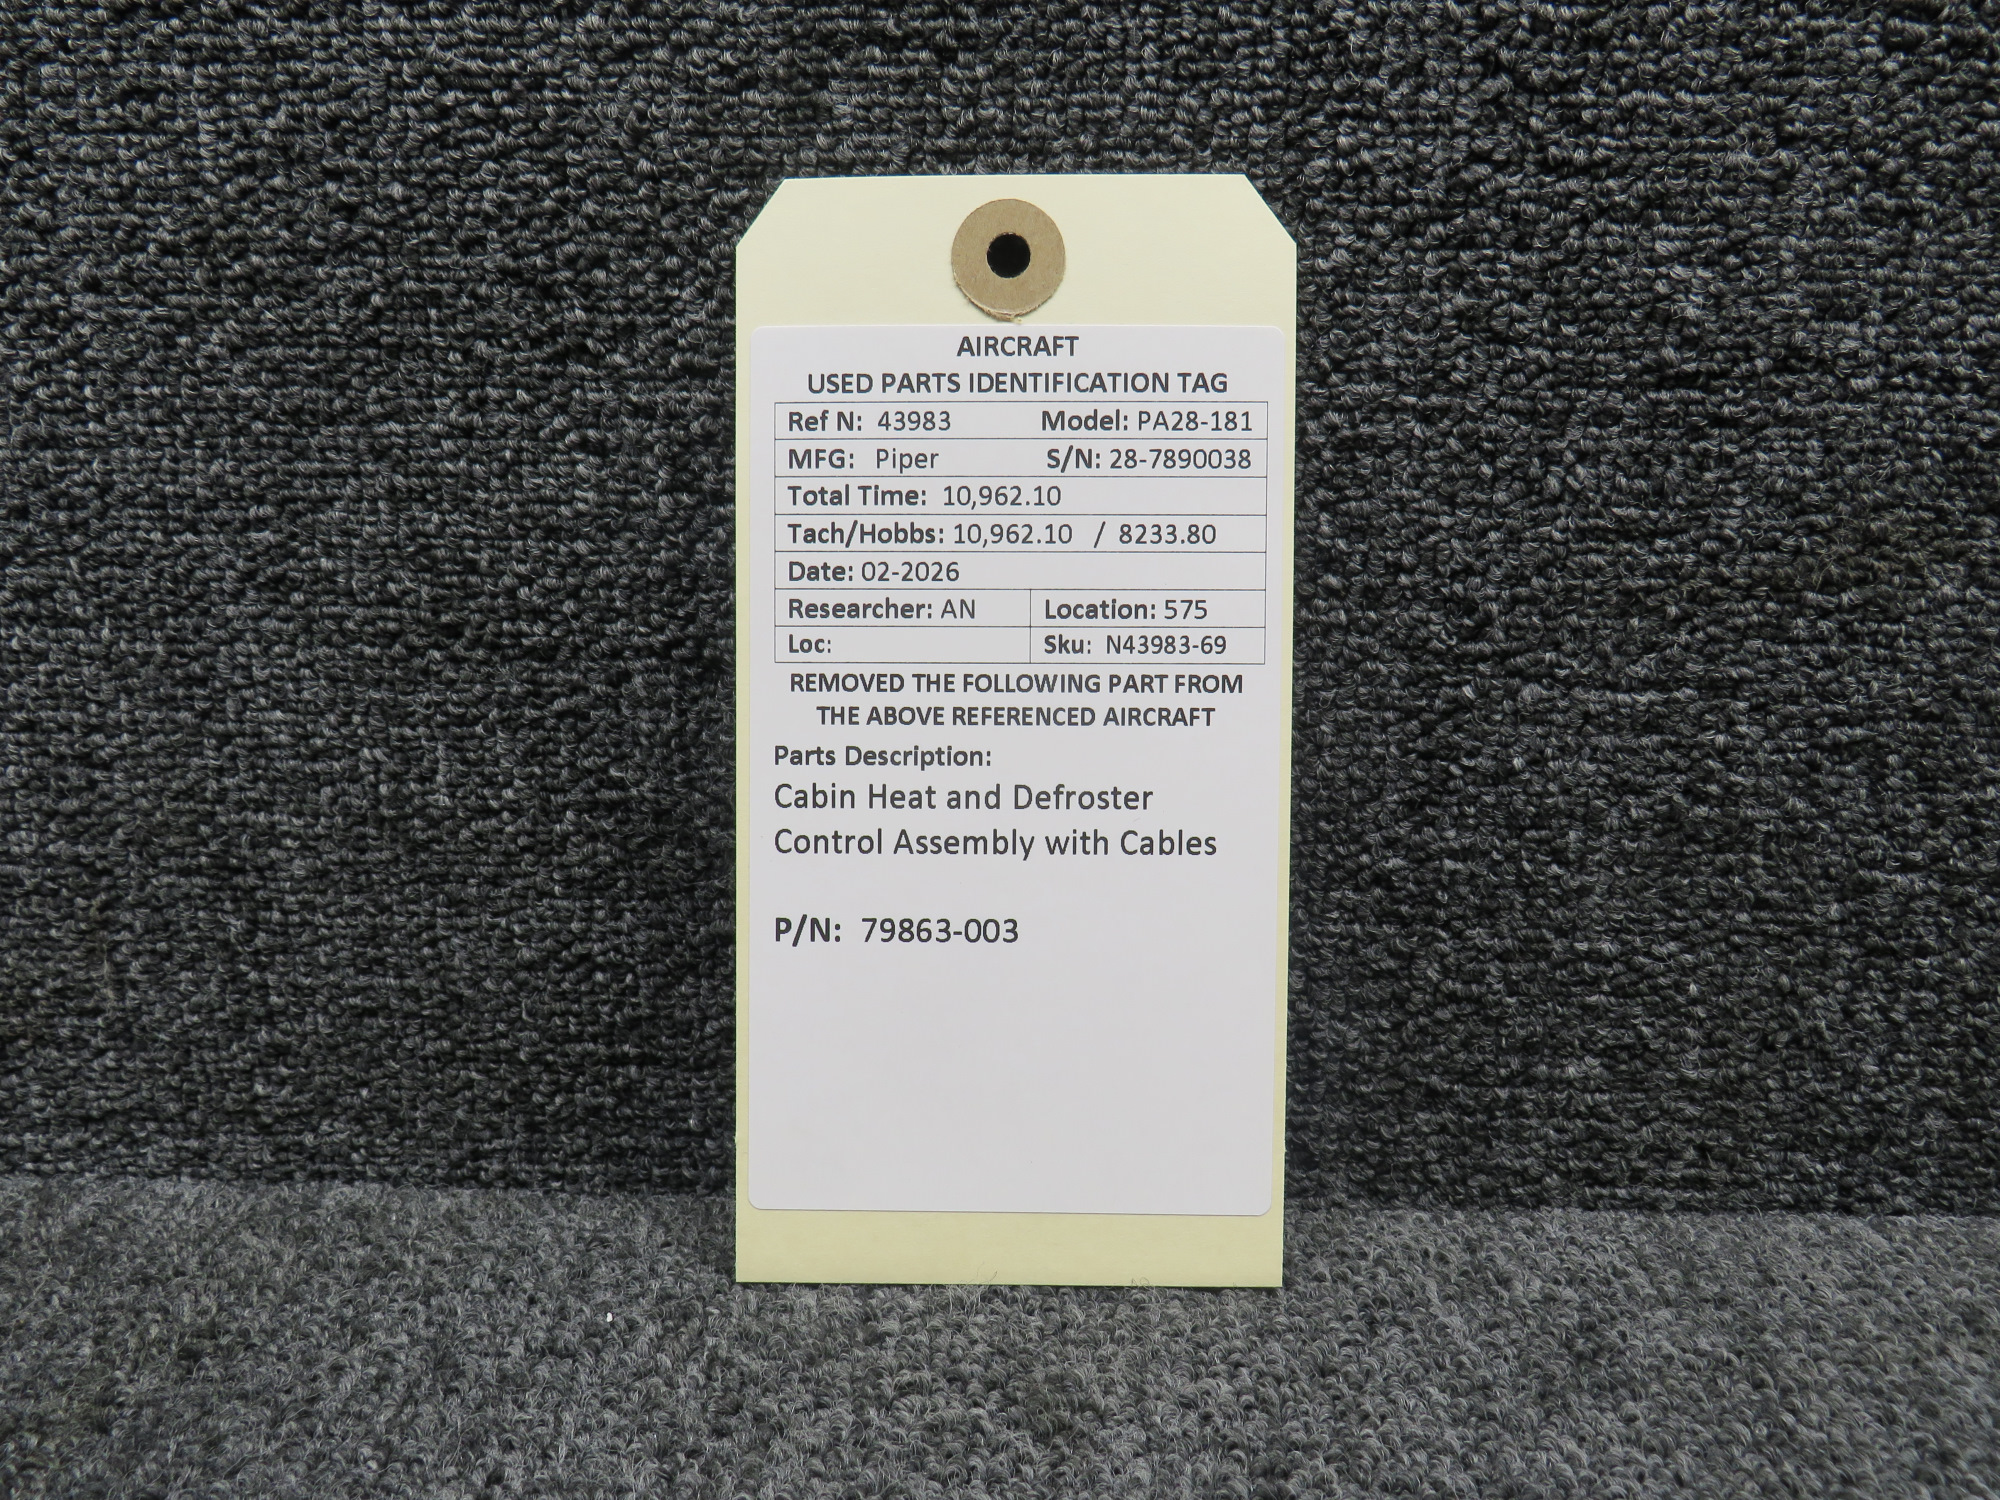 AIRCRAFT
USED PARTS IDENTIFICATION TAG
Ref N: 43983 Model: PA28-181
MFG: Piper S/N: 28-7890038
Total Time: 10,962.10
Tach/Hobbs: 10,962.10 / 8233.80
Date: 02-2026
Researcher: AN Location: 575
Loc: Sku: N43983-69
REMOVED THE FOLLOWING PART FROM
THE ABOVE REFERENCED AIRCRAFT
Parts Description:
Cabin Heat and Defroster
Control Assembly with Cables
P/N: 79863-003